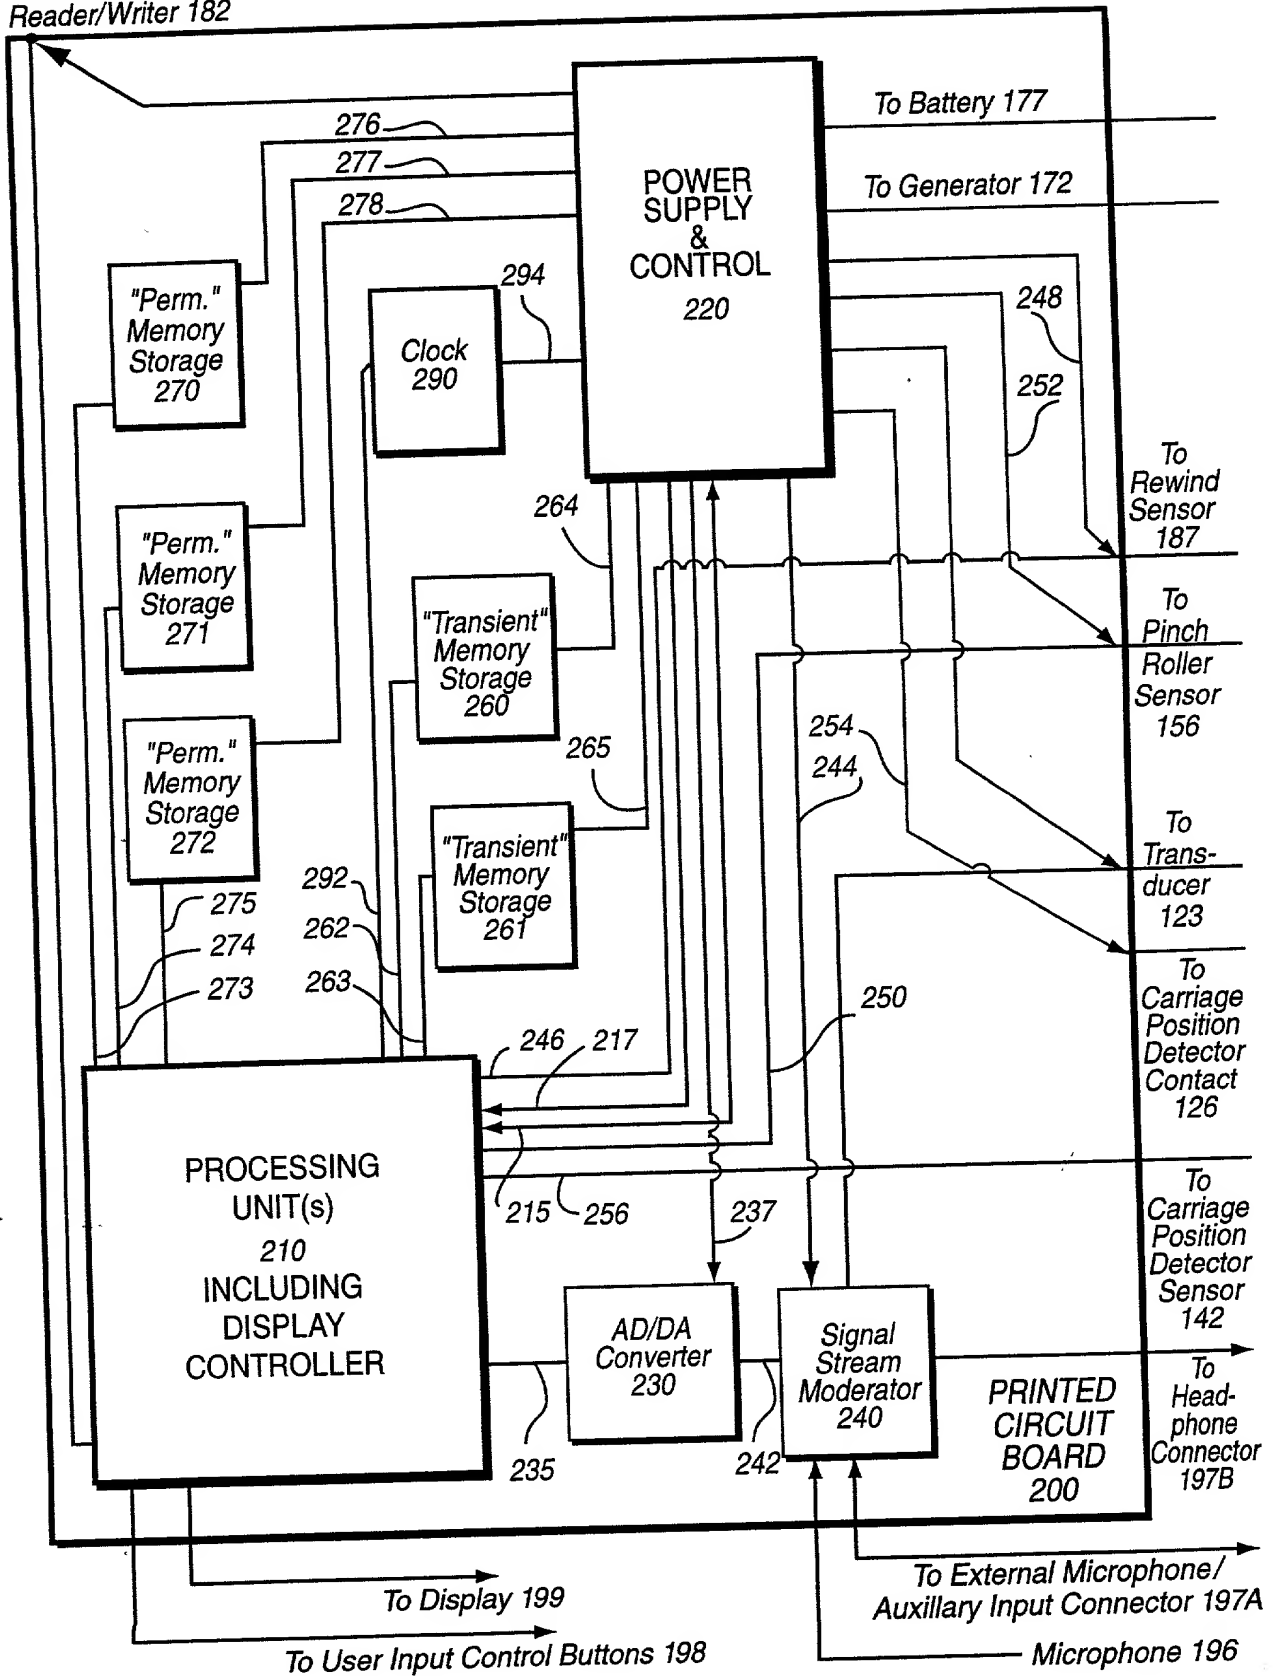 Reader/Writer 182
To Battery 177
276
277
278
To Generator 172
POWER
SUPPLY
&
CONTROL
220
"Perm."
Memory
Storage
270
294
Clock
290
248
252
To
Rewind
Sensor
187
264
"Perm."
Memory
Storage
271
"Transient"
Memory
Storage
260
To
Pinch
Roller
Sensor
156
254
244
265
"Perm."
Memory
Storage
272
"Transient"
Memory
Storage
261
To
Trans-
ducer
123
292
262
263
275
274
273
250
To
Carriage
Position
Detector
Contact
126
246
217
215
256
237
PROCESSING
UNIT(s)
210
INCLUDING
DISPLAY
CONTROLLER
To
Carriage
Position
Detector
Sensor
142
AD/DA
Converter
230
Signal
Stream
Moderator
240
235
242
PRINTED
CIRCUIT
BOARD
200
To
Head-
phone
Connector
197B
To Display 199
To User Input Control Buttons 198
To External Microphone/
Auxillary Input Connector 197A
Microphone 196